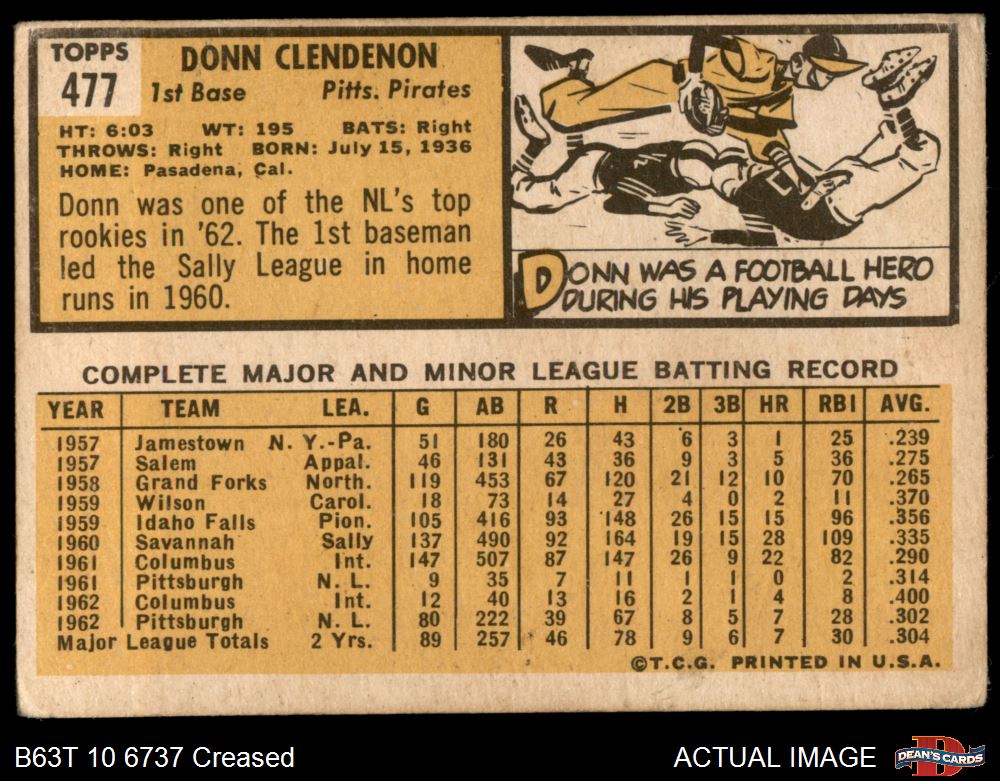 TOPPS
477
DONN CLENDENON
1st Base Pitts. Pirates
HT: 6:03 WT: 195 BATS: Right
THROWS: Right BORN: July 15, 1936
HOME: Pasadena, Cal.
Donn was one of the NL's top
rookies in '62. The 1st baseman
led the Sally League in home
runs in 1960.
DONN WAS A FOOTBALL HERO
DURING HIS PLAYING DAYS
COMPLETE MAJOR AND MINOR LEAGUE BATTING RECORD
YEAR TEAM LEA. G AB R H 2B 3B HR RBI AVG.
1957 Jamestown N. Y.-Pa. 51 180 26 43 6 3 1 25 .239
1957 Salem Appal. 46 131 43 36 9 3 5 36 .275
1958 Grand Forks North. 119 453 67 120 21 12 10 70 .265
1959 Wilson Carol. 18 73 14 27 4 0 2 11 .370
1959 Idaho Falls Pion. 105 416 93 148 26 15 15 96 .356
1960 Savannah Sally 137 490 92 164 19 15 28 109 .335
1961 Columbus Int. 147 507 87 147 26 9 22 82 .290
1961 Pittsburgh N. L. 9 35 7 11 1 1 0 2 .314
1962 Columbus Int. 12 40 13 16 2 1 4 8 .400
1962 Pittsburgh N. L. 80 222 39 67 8 5 7 28 .302
Major League Totals 2 Yrs. 89 257 46 78 9 6 7 30 .304
©T.C.G. PRINTED IN U.S.A.
B63T 10 6737 Creased ACTUAL IMAGE
D
DEAN'S CARDS